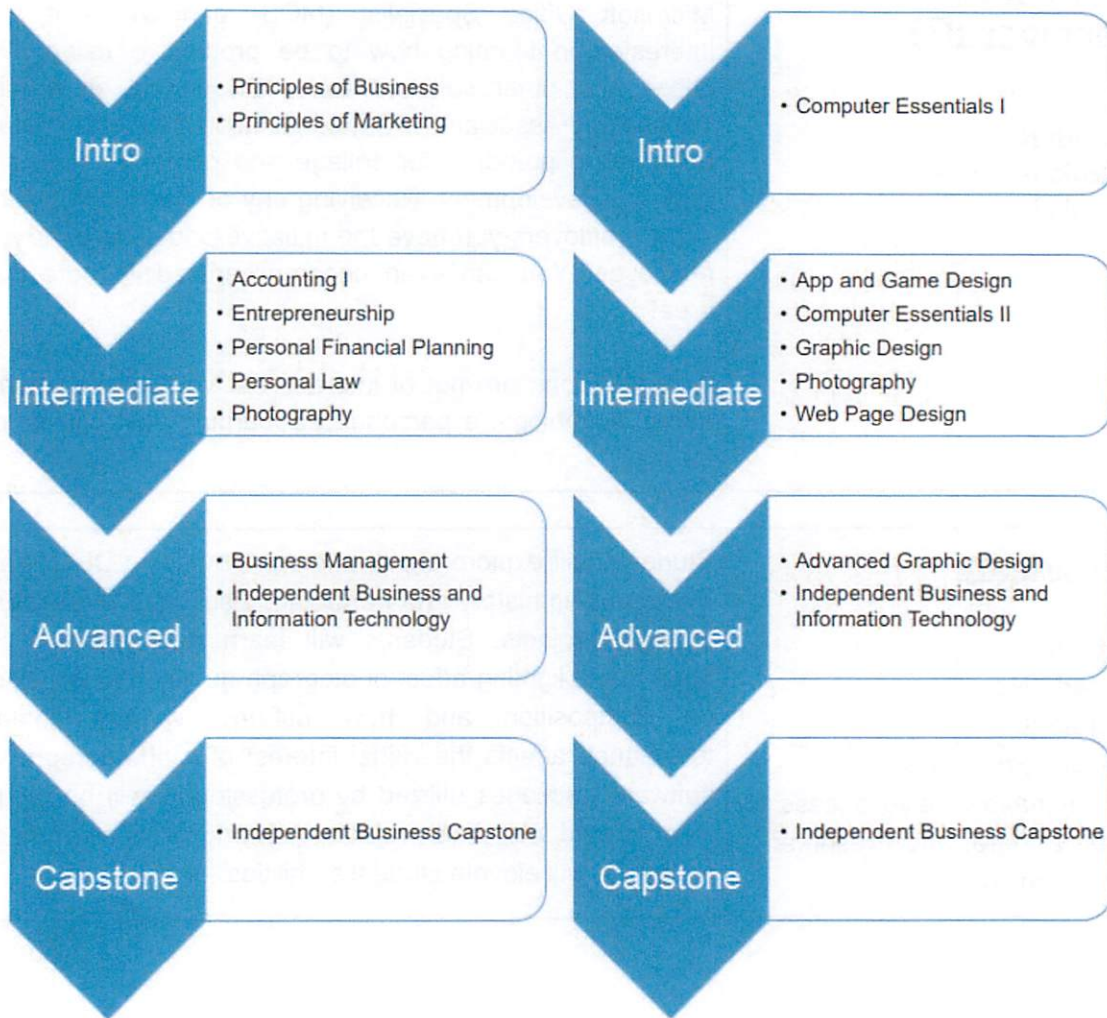 Intro
• Principles of Business
• Principles of Marketing
Intermediate
• Accounting I
• Entrepreneurship
• Personal Financial Planning
• Personal Law
• Photography
Advanced
• Business Management
• Independent Business and
Information Technology
Capstone
• Independent Business Capstone
Intro
• Computer Essentials I
Intermediate
• App and Game Design
• Computer Essentials II
• Graphic Design
• Photography
• Web Page Design
Advanced
• Advanced Graphic Design
• Independent Business and
Information Technology
Capstone
• Independent Business Capstone